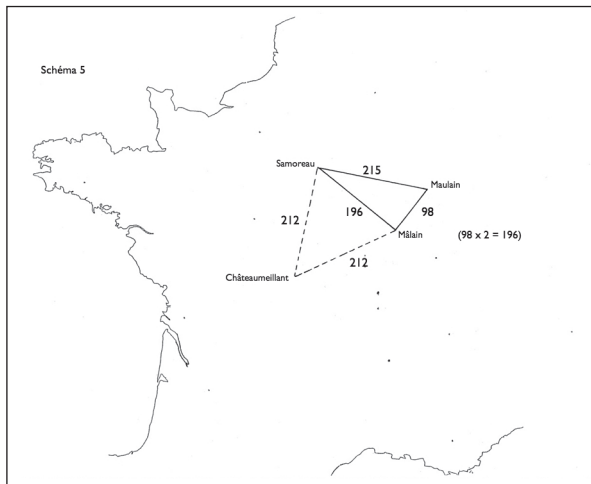 Schéma 5
Samoreau
215
Maulain
212
196
98
Mâlain
(98 x 2 = 196)
212
Châteaumeillant